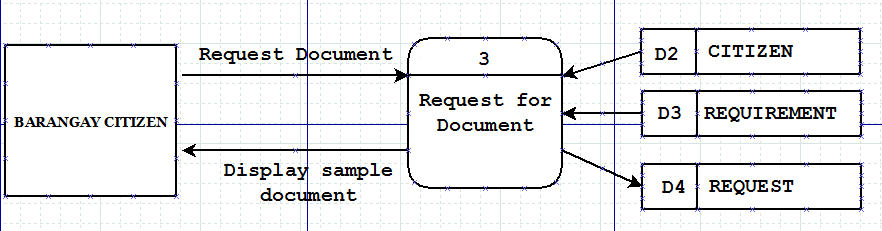 Request Document
3
D2 CITIZEN
BARANGAY CITIZEN
Request for
Document
D3 REQUIREMENT
Display sample
document
D4 REQUEST